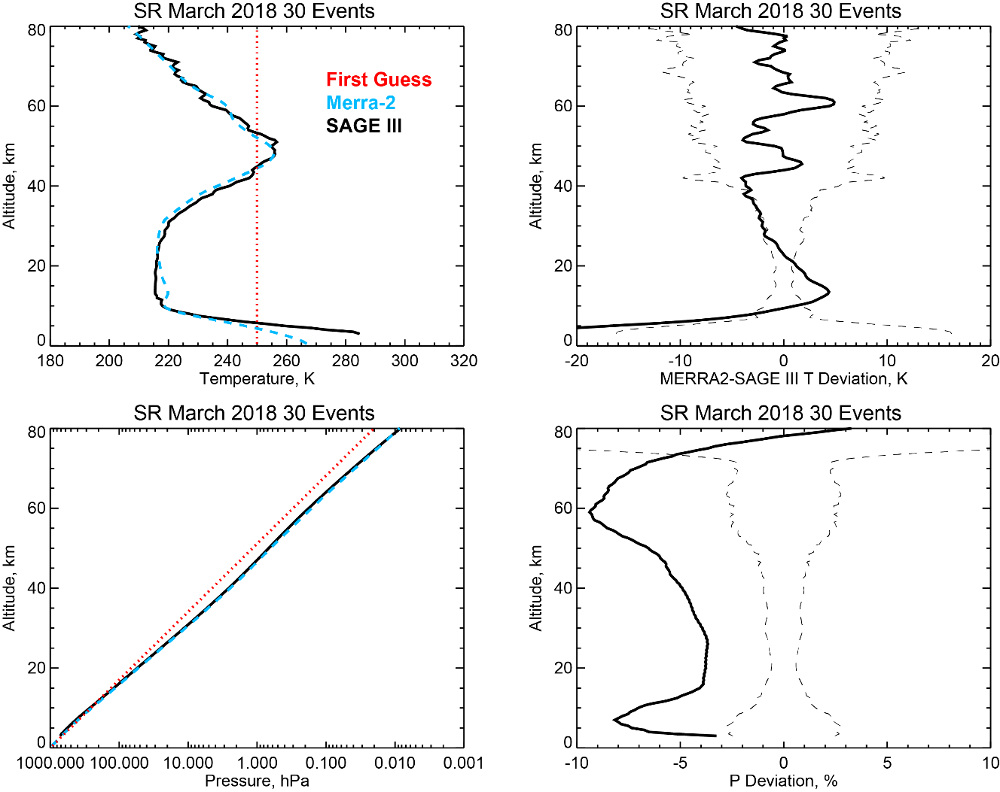 SR March 2018 30 Events
80
60
40
20
0
Altitude, km
180 200 220 240 260 280 300 320
Temperature, K
First Guess
Merra-2
SAGE III
SR March 2018 30 Events
80
60
40
20
0
Altitude, km
-20 -10 0 10 20
MERRA2-SAGE III T Deviation, K
SR March 2018 30 Events
80
60
40
20
0
Altitude, km
1000.000 100.000 10.000 1.000 0.100 0.010 0.001
Pressure, hPa
SR March 2018 30 Events
80
60
40
20
0
Altitude, km
-10 -5 0 5 10
P Deviation, %